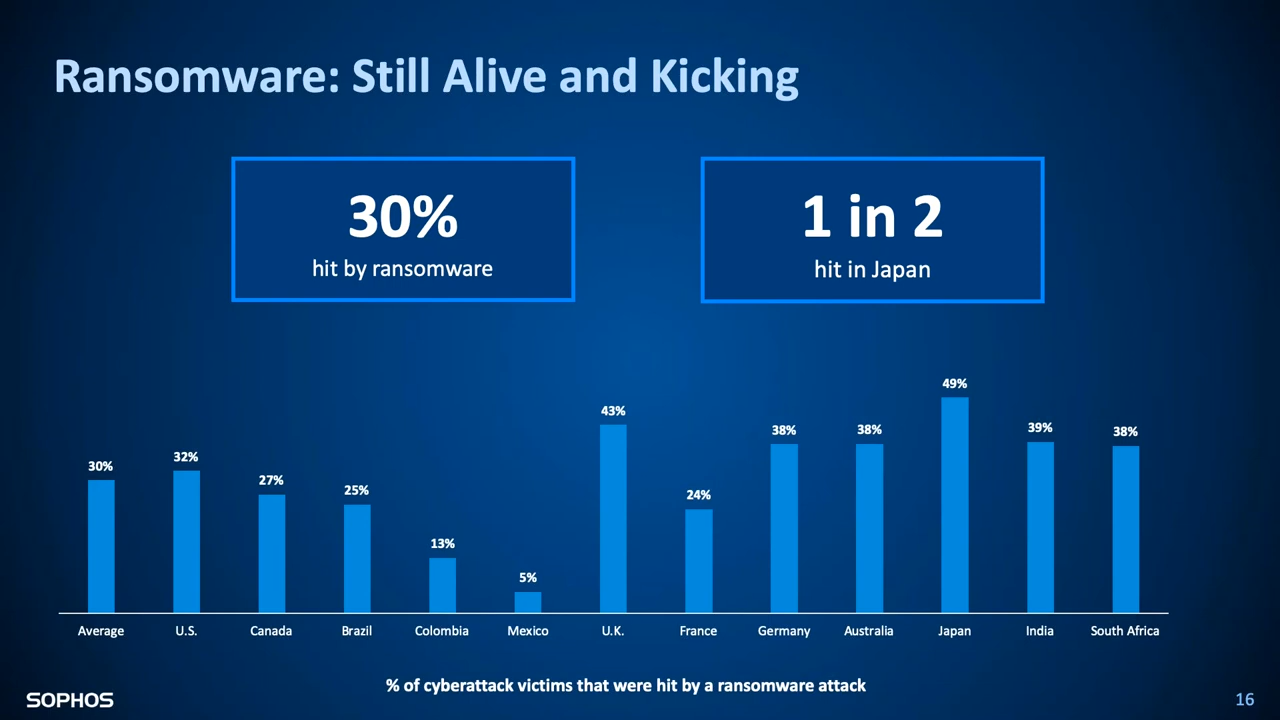 Ransomware: Still Alive and Kicking
30%
hit by ransomware
1 in 2
hit in Japan
30%
32%
27%
25%
13%
5%
43%
24%
38%
38%
49%
39%
38%
Average
U.S.
Canada
Brazil
Colombia
Mexico
U.K.
France
Germany
Australia
Japan
India
South Africa
% of cyberattack victims that were hit by a ransomware attack
SOPHOS
16